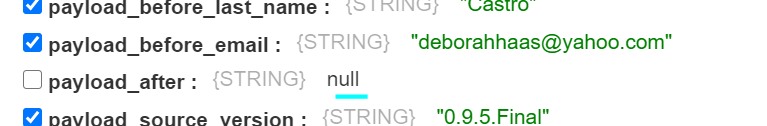 payload_before_last_name : {STRING} "Castro"
payload_before_email : {STRING} "deborahhaas@yahoo.com"
payload_after : {STRING} null
payload_source_version : {STRING} "0.9.5.Final"